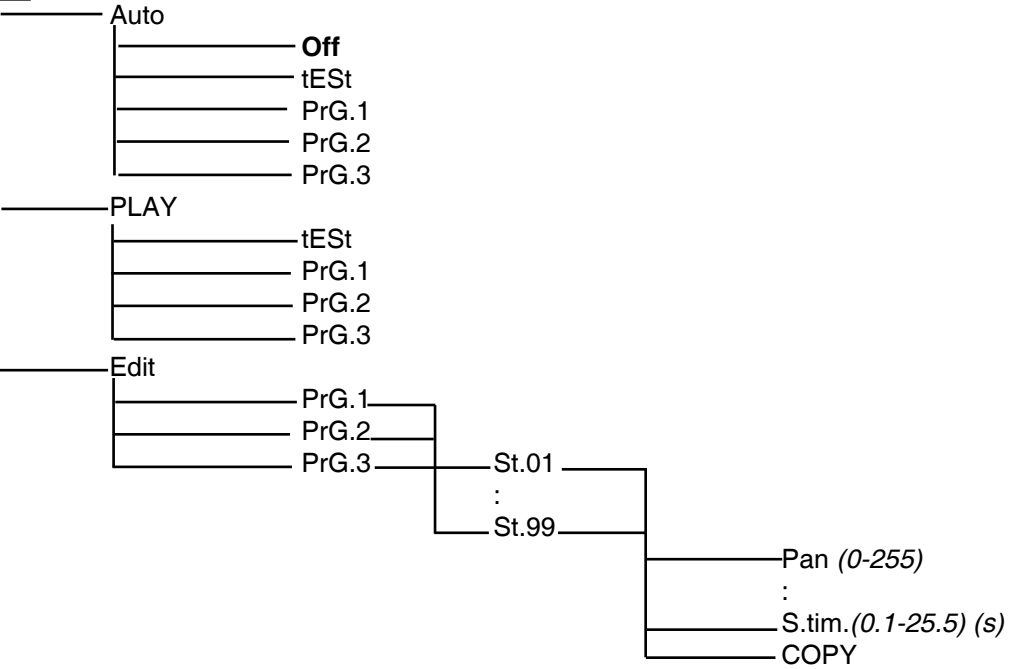 Auto
Off
tESt
PrG.1
PrG.2
PrG.3
PLAY
tESt
PrG.1
PrG.2
PrG.3
Edit
PrG.1
PrG.2
PrG.3 St.01
:
St.99
Pan (0-255)
:
S.tim.(0.1-25.5) (s)
COPY